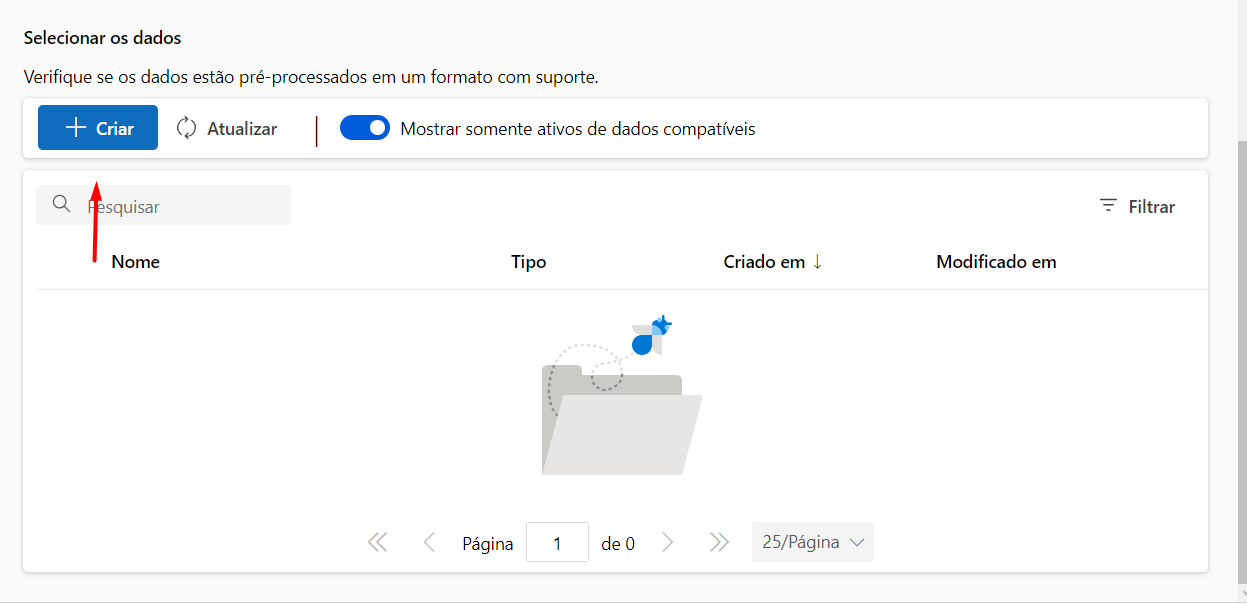 Selecionar os dados
Verifique se os dados estão pré-processados em um formato com suporte.
Criar Atualizar Mostrar somente ativos de dados compatíveis
Pesquisar Filtrar
Nome Tipo Criado em ↓ Modificado em
Página 1 de 0 25/Página